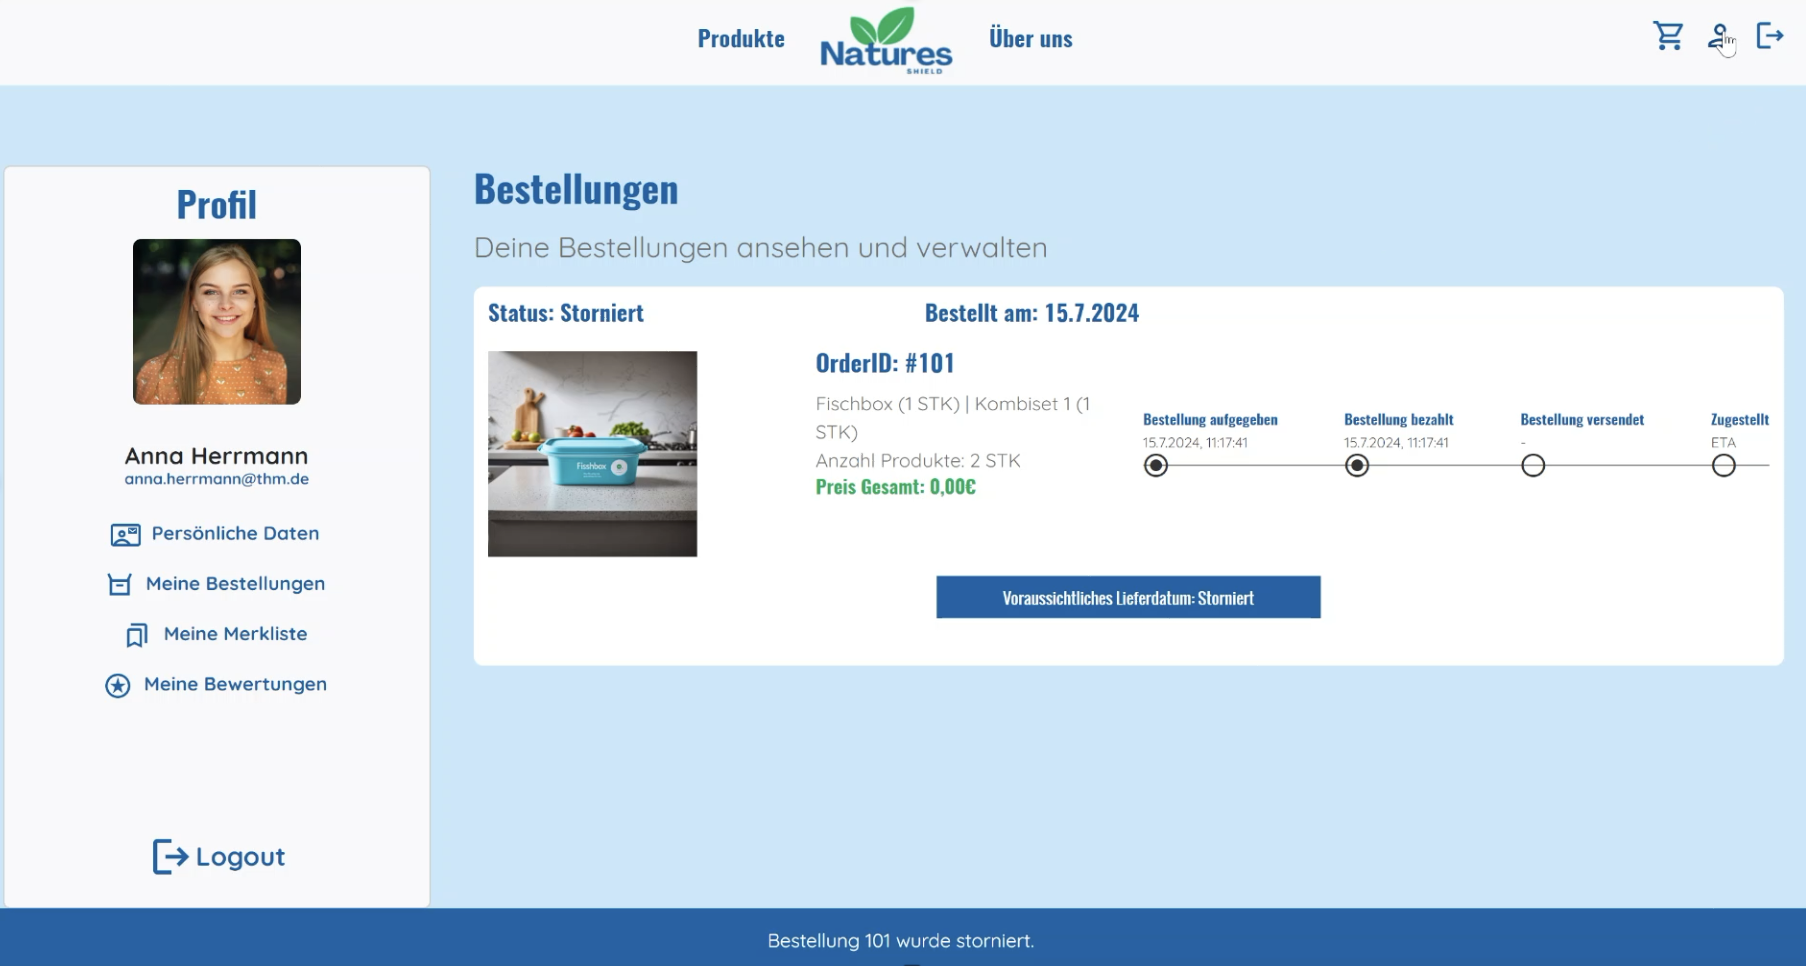 Produkte
Natures
SHIELD
Über uns
Profil
Anna Herrmann
anna.herrmann@thm.de
Persönliche Daten
Meine Bestellungen
Meine Merkliste
Meine Bewertungen
Logout
Bestellungen
Deine Bestellungen ansehen und verwalten
Status: Storniert
Bestellt am: 15.7.2024
Fischbox
OrderID: #101
Fischbox (1 STK) | Kombiset 1 (1
STK)
Anzahl Produkte: 2 STK
Preis Gesamt: 0,00€
Bestellung aufgegeben
15.7.2024, 11:17:41
Bestellung bezahlt
15.7.2024, 11:17:41
Bestellung versendet
-
Zugestellt
ETA
Voraussichtliches Lieferdatum: Storniert
Bestellung 101 wurde storniert.